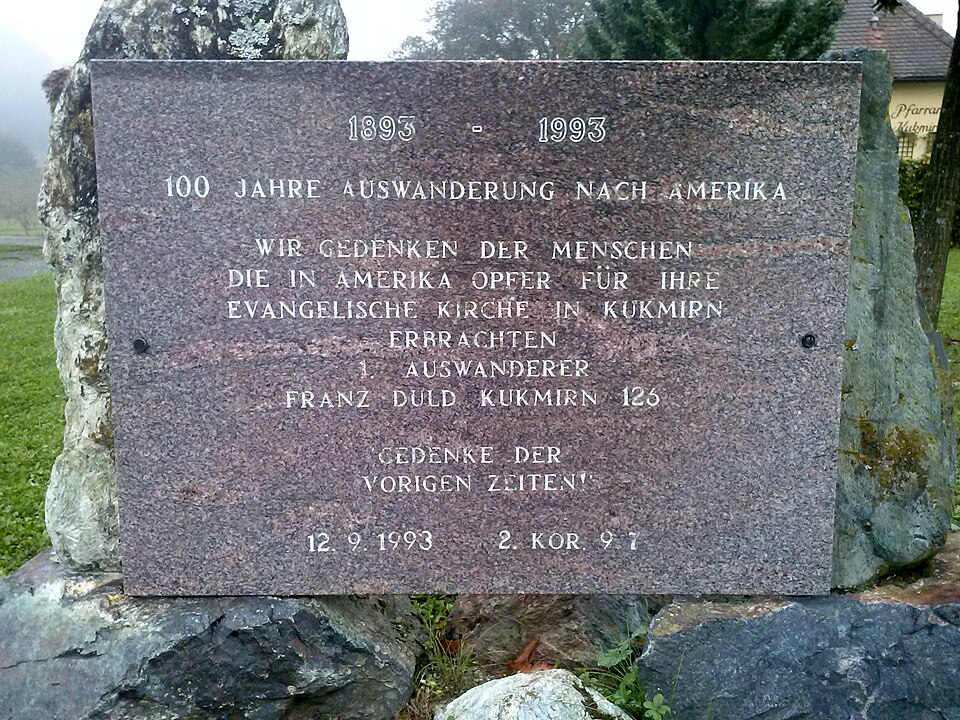 1893 - 1993
100 JAHRE AUSWANDERUNG NACH AMERIKA
WIR GEDENKEN DER MENSCHEN
DIE IN AMERIKA OPFER FÜR IHRE
EVANGELISCHE KIRCHE IN KUKMIRN
ERBRACHTEN
1. AUSWANDERER
FRANZ DULD KUKMIRN 126
GEDENKE DER
VORIGEN ZEITEN"
12. 9. 1993 2. KOR. 9. 7